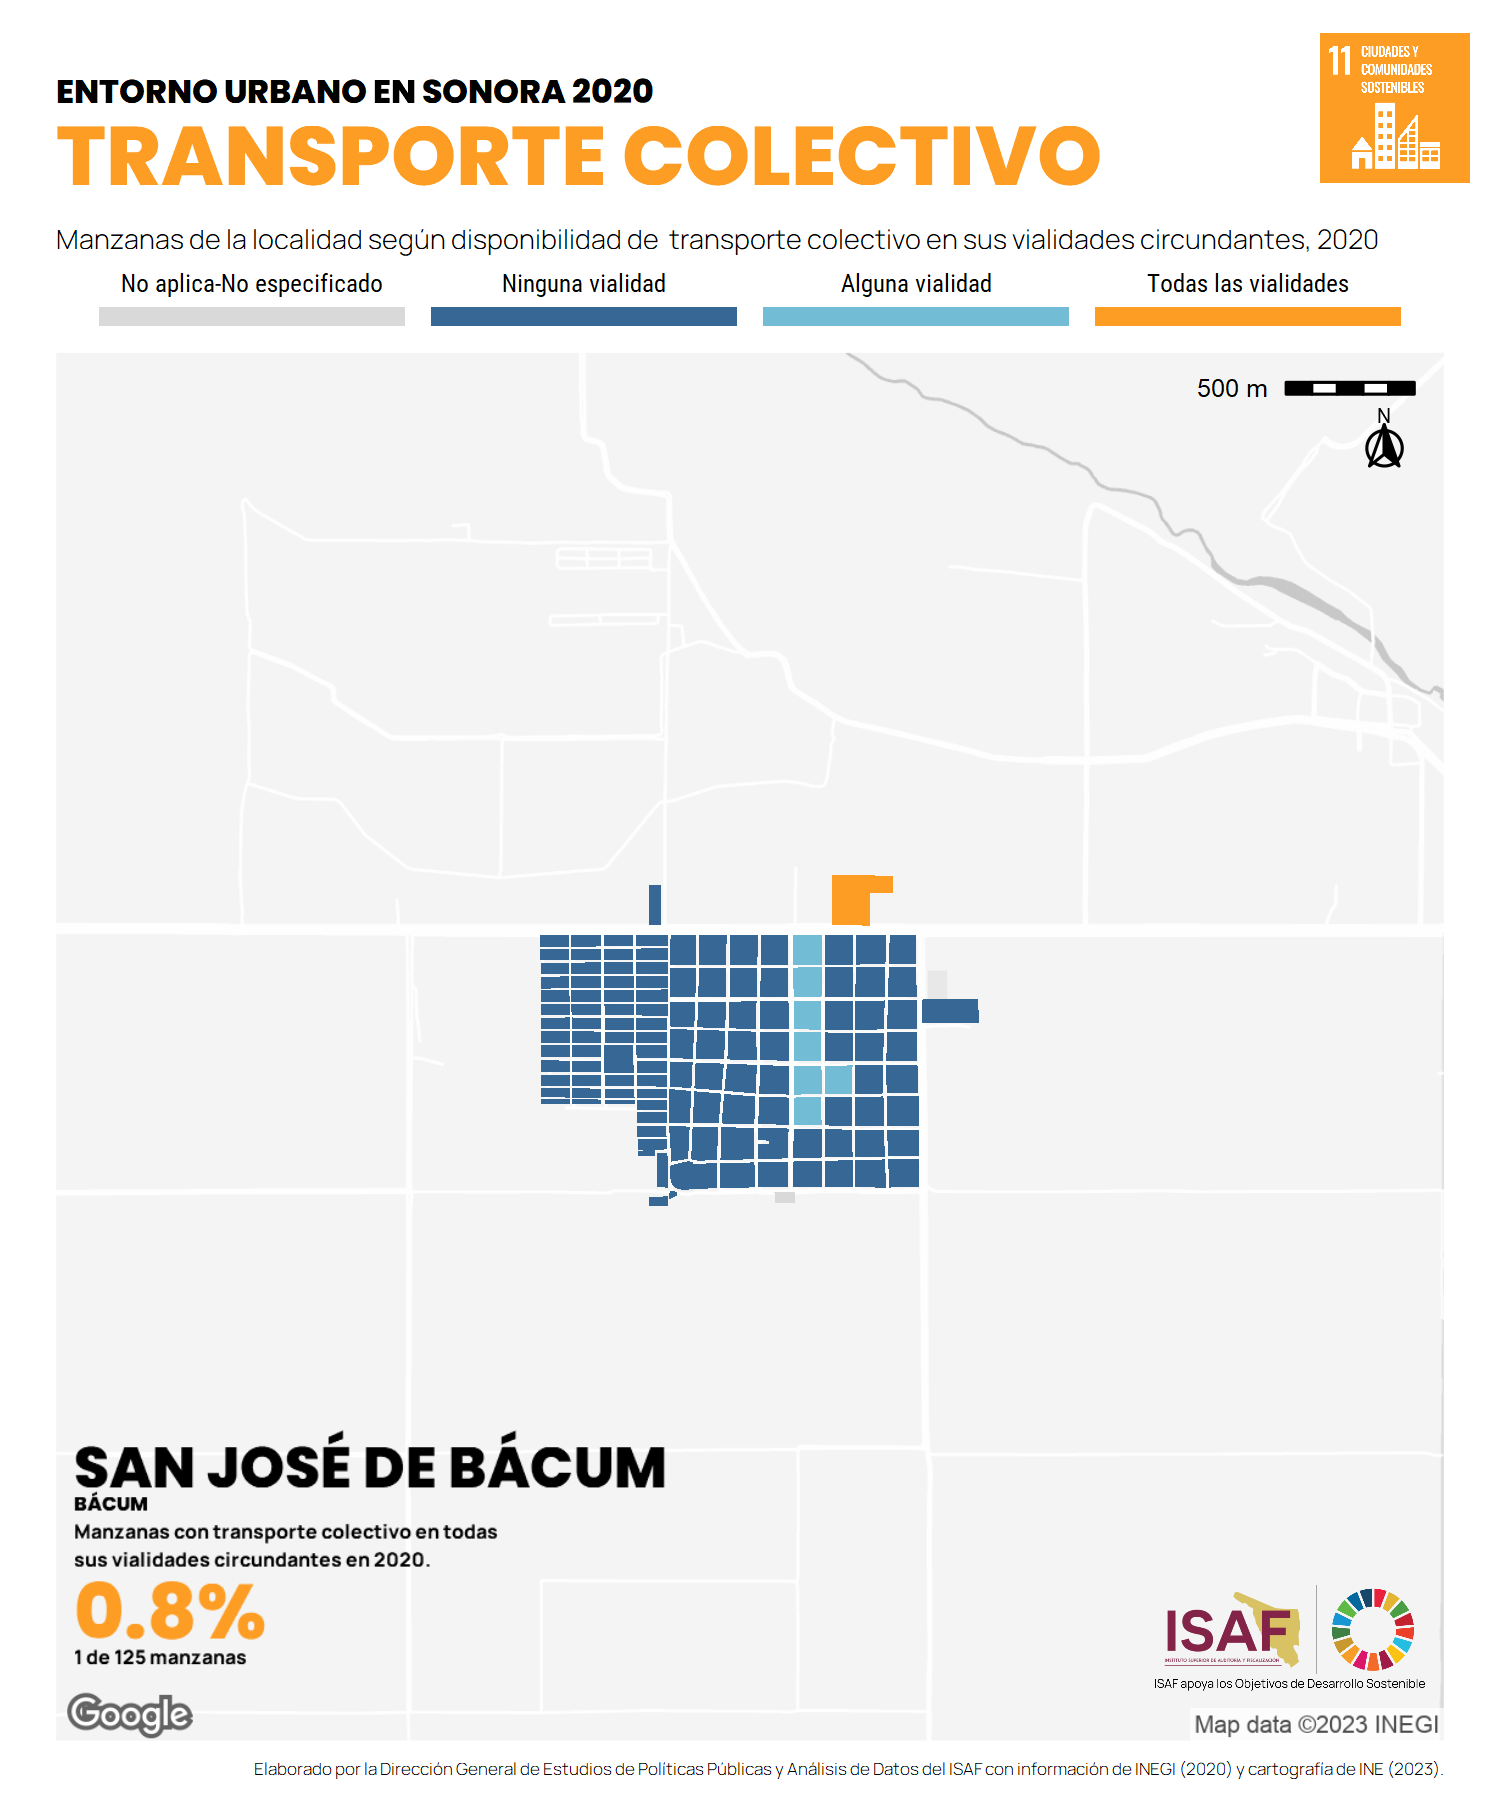 11 CIUDADES Y
COMUNIDADES
SOSTENIBLES
ENTORNO URBANO EN SONORA 2020
TRANSPORTE COLECTIVO
Manzanas de la localidad según disponibilidad de transporte colectivo en sus vialidades circundantes, 2020
No aplica-No especificado
Ninguna vialidad
Alguna vialidad
Todas las vialidades
500 m
N
SAN JOSÉ DE BÁCUM
BÁCUM
Manzanas con transporte colectivo en todas
sus vialidades circundantes en 2020.
0.8%
1 de 125 manzanas
ISAF
INSTITUTO SUPERIOR DE AUDITORÍA Y FISCALIZACIÓN
ISAF apoya los Objetivos de Desarrollo Sostenible
Google
Map data ©2023 INEGI
Elaborado por la Dirección General de Estudios de Políticas Públicas y Análisis de Datos del ISAF con información de INEGI (2020) y cartografía de INE (2023).